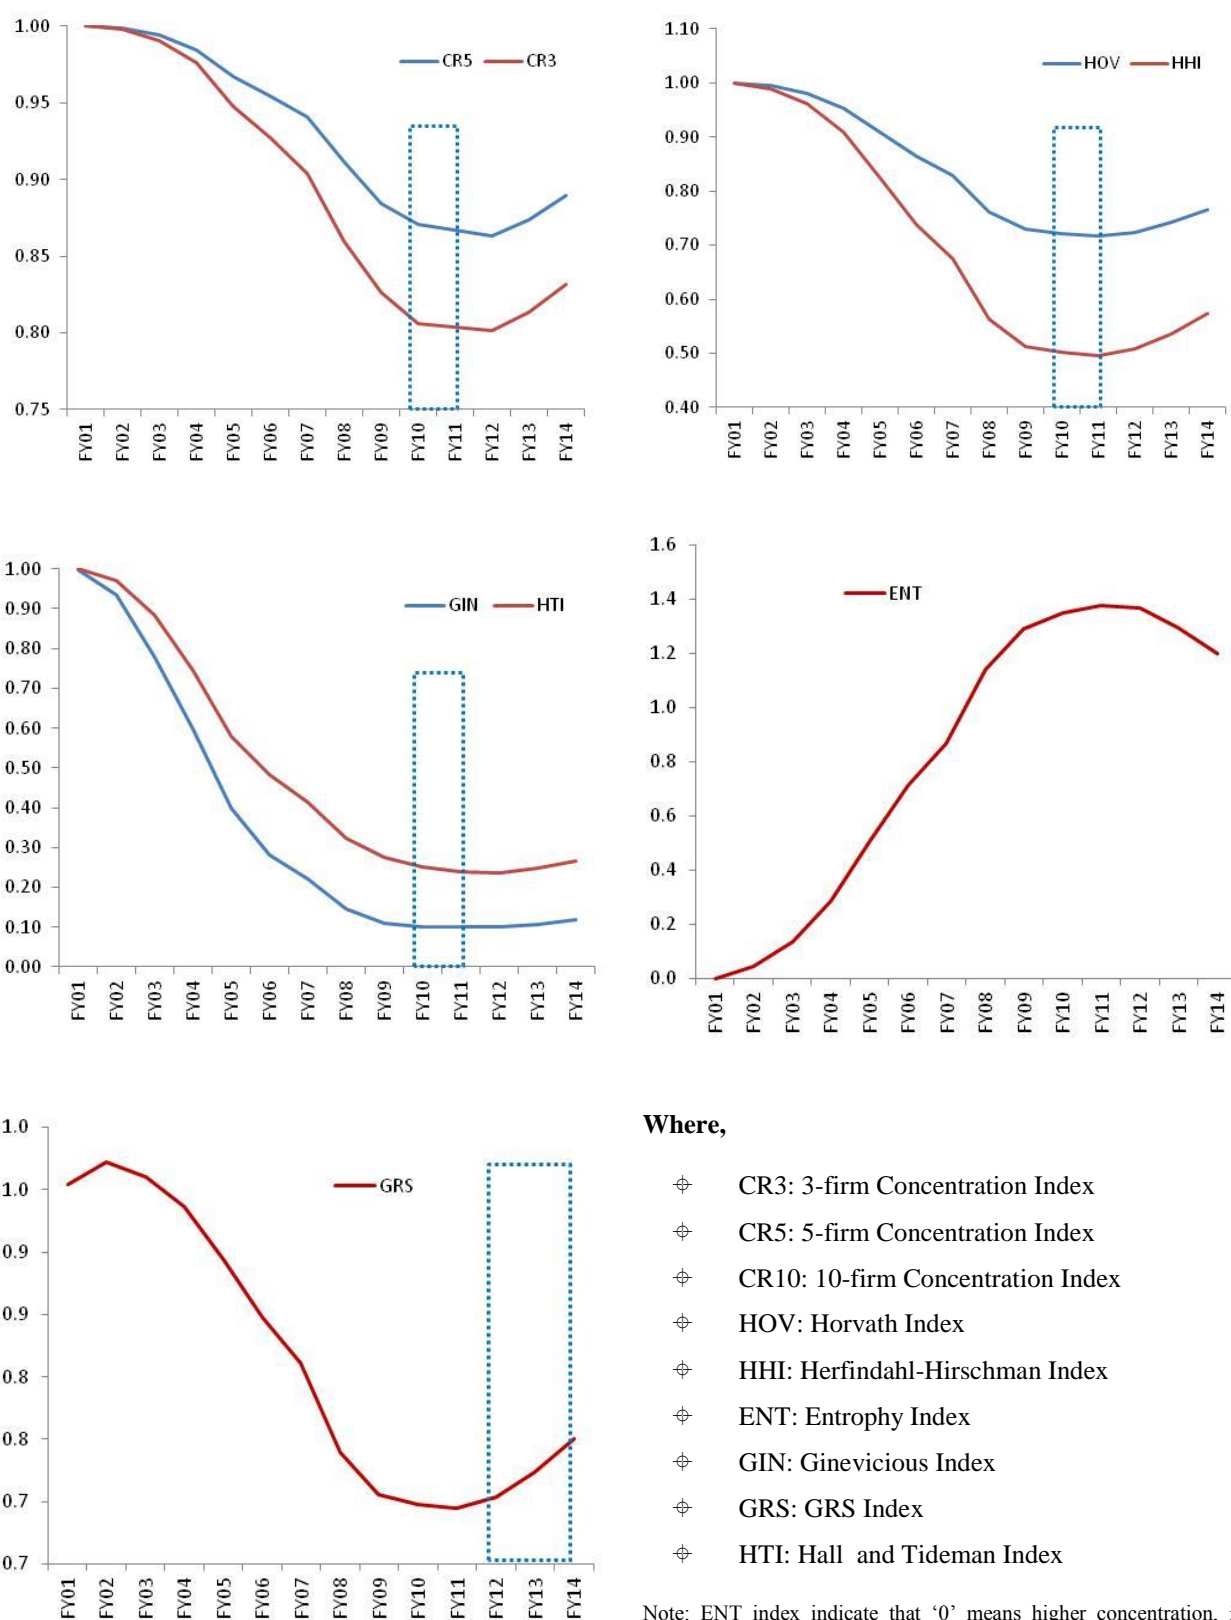 1.00
0.95
0.90
0.85
0.80
0.75
CR5 CR3
FY01 FY02 FY03 FY04 FY05 FY06 FY07 FY08 FY09 FY10 FY11 FY12 FY13 FY14
1.10
1.00
0.90
0.80
0.70
0.60
0.50
0.40
HOV HHI
FY01 FY02 FY03 FY04 FY05 FY06 FY07 FY08 FY09 FY10 FY11 FY12 FY13 FY14
1.00
0.90
0.80
0.70
0.60
0.50
0.40
0.30
0.20
0.10
0.00
GIN HTI
FY01 FY02 FY03 FY04 FY05 FY06 FY07 FY08 FY09 FY10 FY11 FY12 FY13 FY14
1.6
1.4
1.2
1.0
0.8
0.6
0.4
0.2
0.0
ENT
FY01 FY02 FY03 FY04 FY05 FY06 FY07 FY08 FY09 FY10 FY11 FY12 FY13 FY14
1.0
1.0
0.9
0.9
0.8
0.8
0.7
0.7
GRS
FY01 FY02 FY03 FY04 FY05 FY06 FY07 FY08 FY09 FY10 FY11 FY12 FY13 FY14
Where,
CR3: 3-firm Concentration Index
CR5: 5-firm Concentration Index
CR10: 10-firm Concentration Index
HOV: Horvath Index
HHI: Herfindahl-Hirschman Index
ENT: Entrophy Index
GIN: Ginevicious Index
GRS: GRS Index
HTI: Hall and Tideman Index
Note: ENT index indicate that ‘0’ means higher concentration;